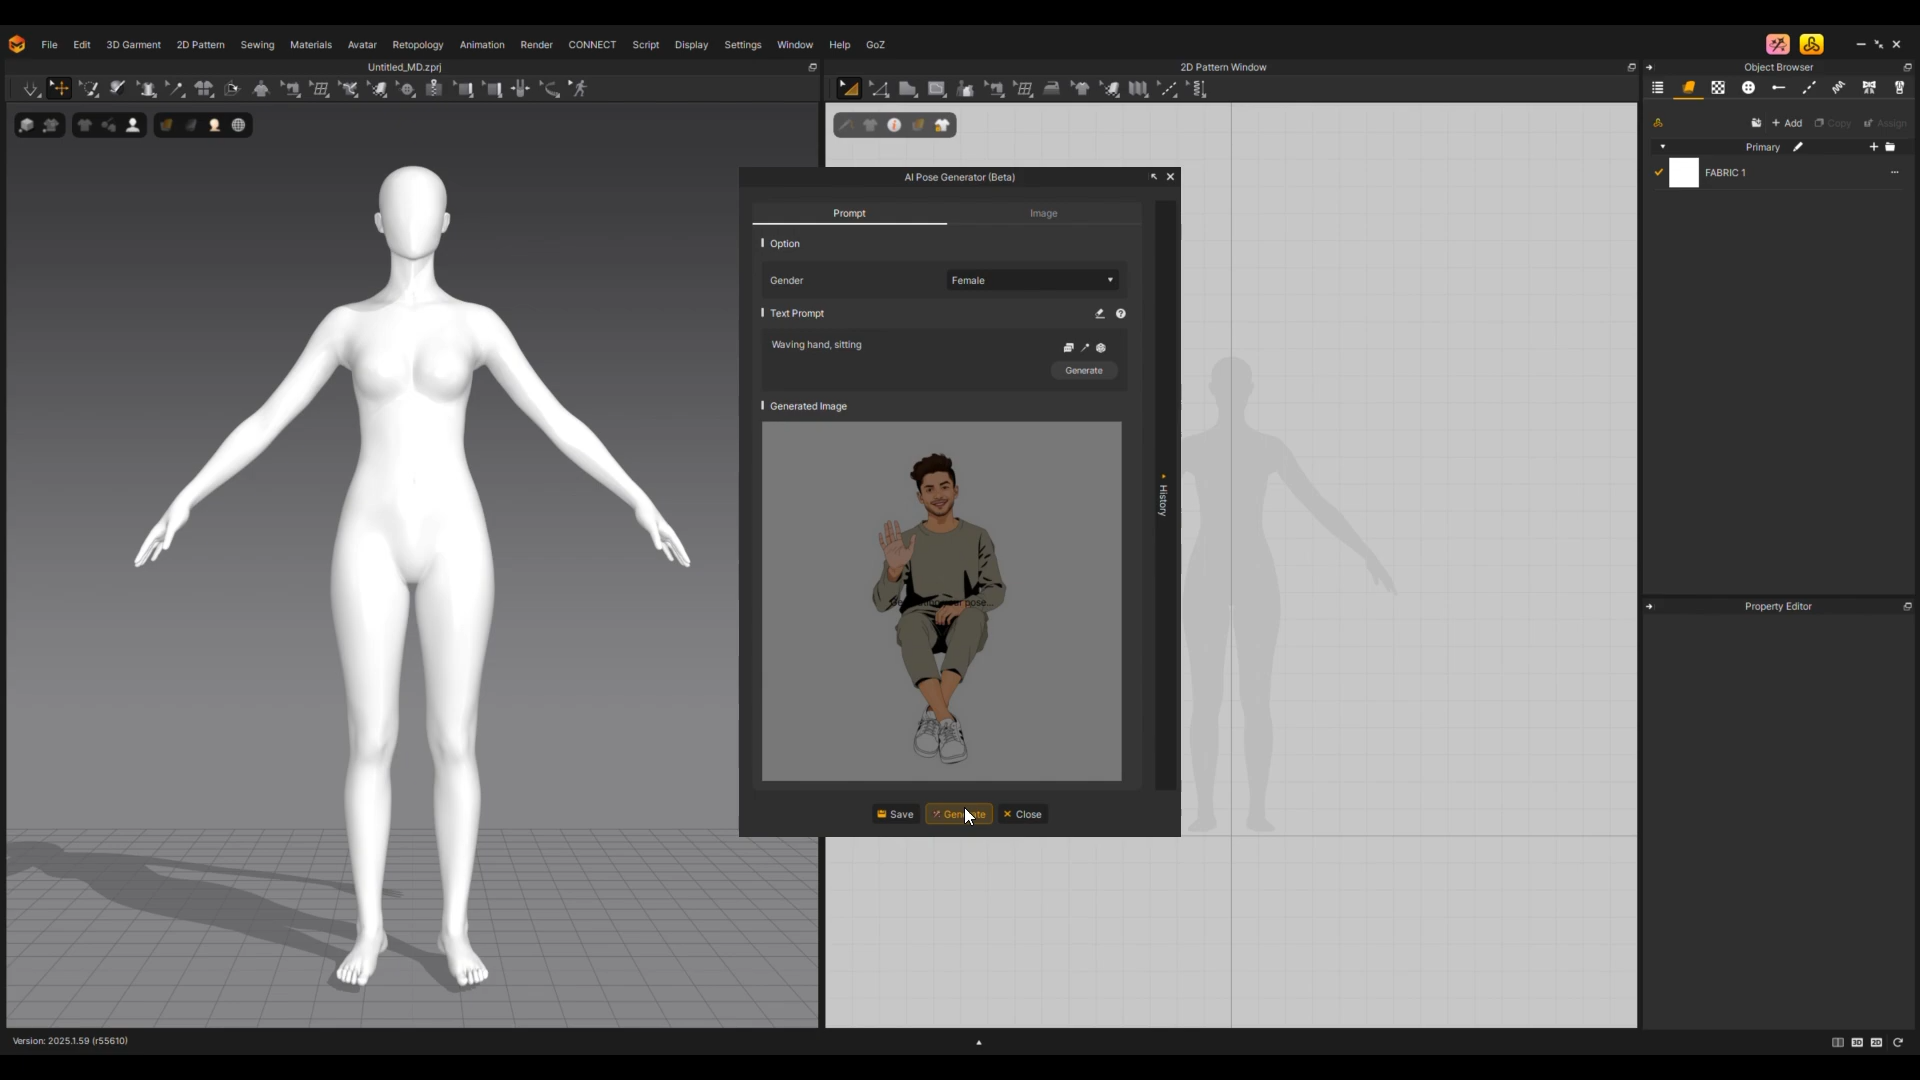 File Edit 3D Garment 2D Pattern Sewing Materials Avatar Retopology Animation Render CONNECT Script Display Settings Window Help GoZ
Untitled_MD.zprj
2D Pattern Window
Object Browser
+ Add Copy Assign
Primary
FABRIC 1
AI Pose Generator (Beta)
Prompt Image
Option
Gender Female
Text Prompt
Waving hand, sitting
Generate
Generated Image
History
Save Generate Close
Property Editor
Version: 2025.1.59 (r55610)
3D 2D